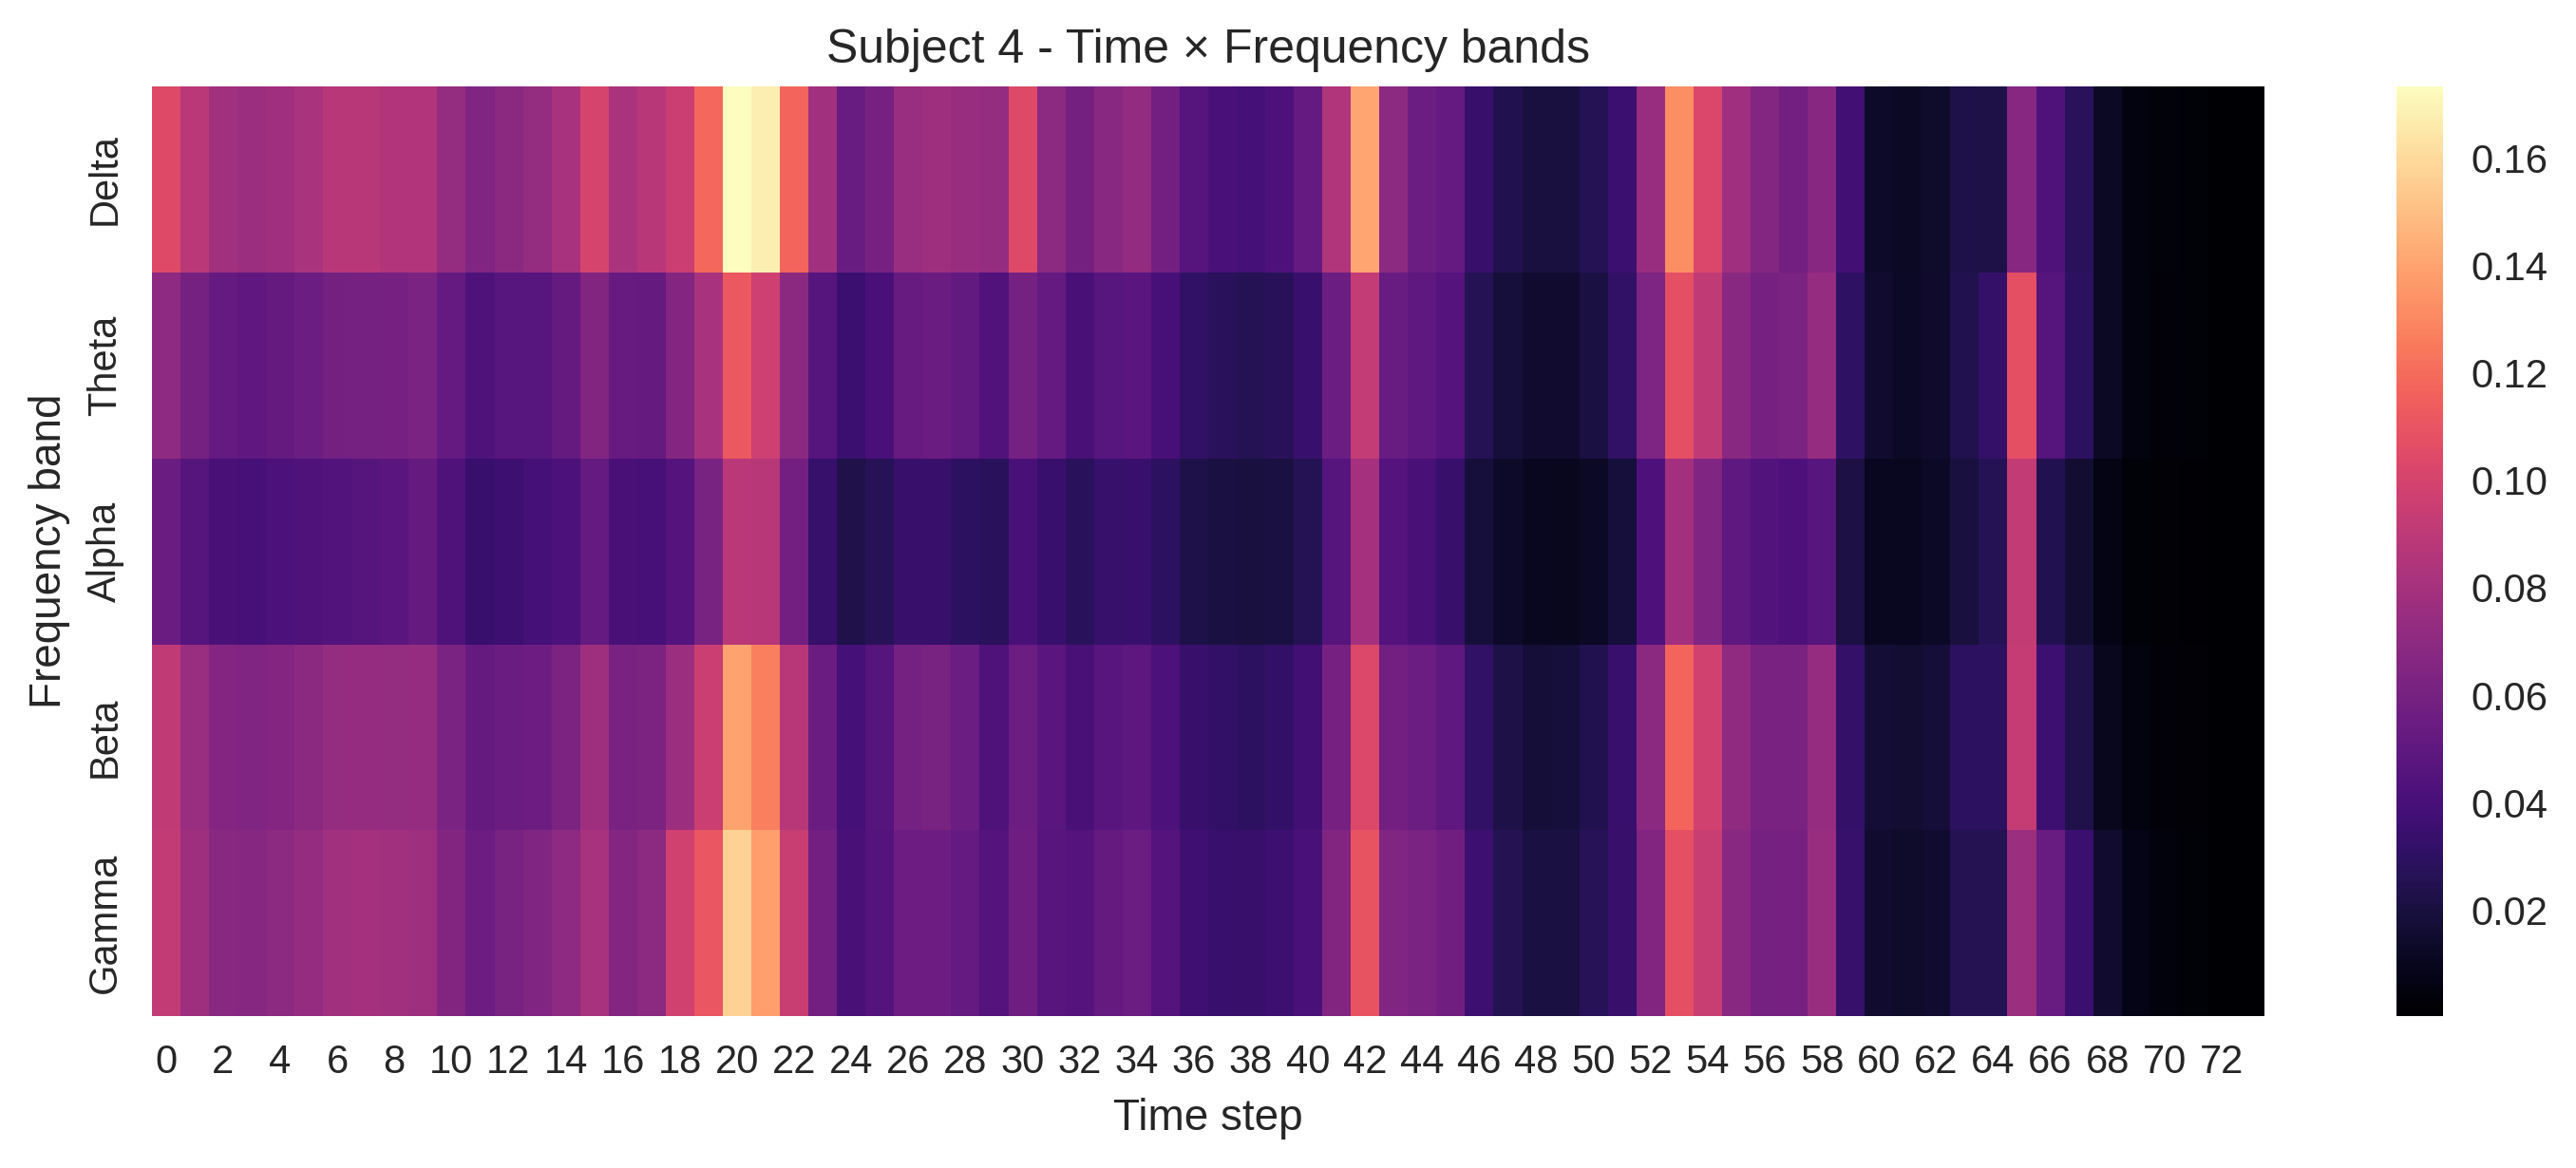 Subject 4 - Time × Frequency bands
Frequency band
Delta
Theta
Alpha
Beta
Gamma
0 2 4 6 8 10 12 14 16 18 20 22 24 26 28 30 32 34 36 38 40 42 44 46 48 50 52 54 56 58 60 62 64 66 68 70 72
Time step
0.16
0.14
0.12
0.10
0.08
0.06
0.04
0.02